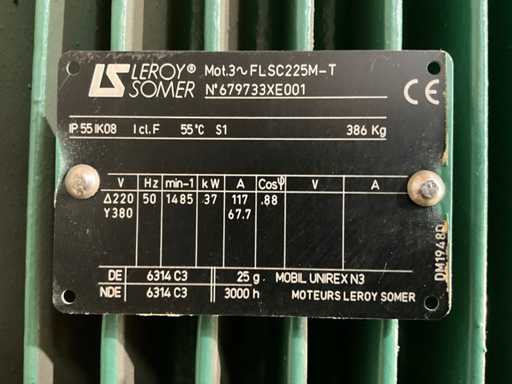 LS LEROY® SOMER
Mot.3~FLSC225M-T
N°679733XE001
CE
IP 55 IK08 I cl.F 55°C S1 386 Kg
V Hz min-1 kW A Cosφ V A
Δ220 50 1485 .37 117 .88
Y380 67.7
DE 6314 C3 25 g MOBIL UNIREX N3
NDE 6314 C3 3000 h MOTEURS LEROY SOMER
DM1948D